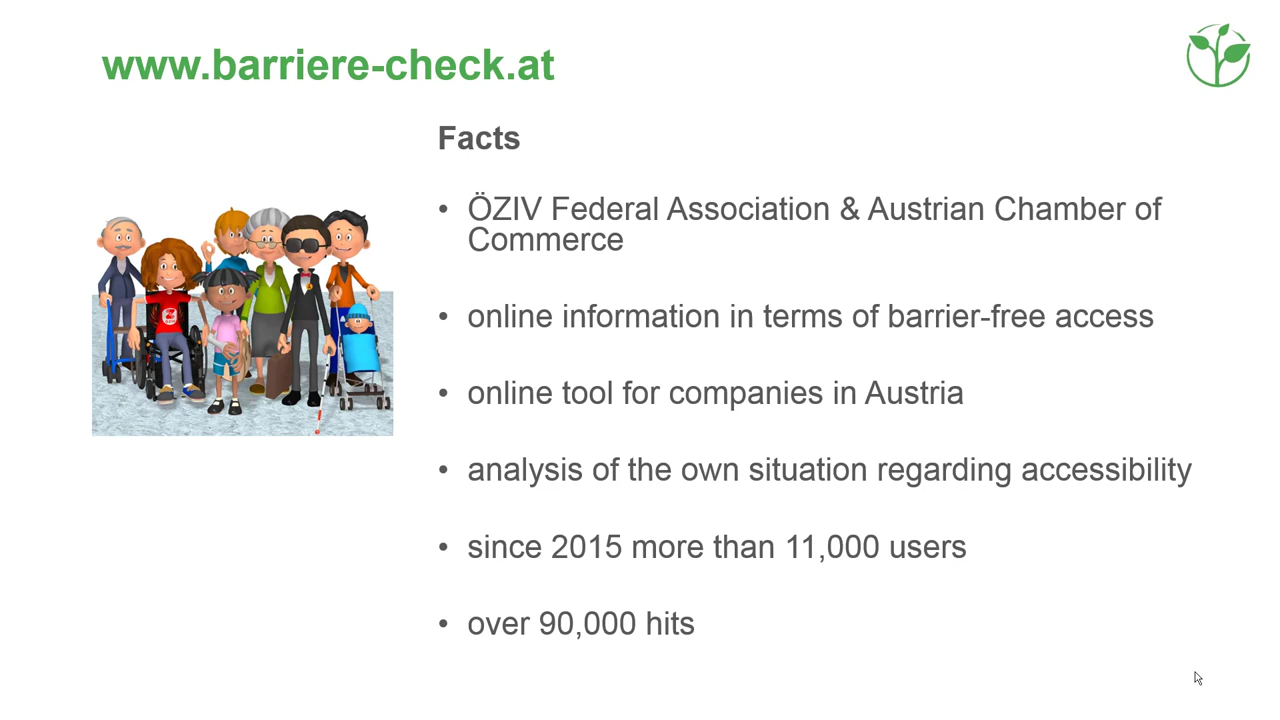 www.barriere-check.at
Facts
• ÖZIV Federal Association & Austrian Chamber of
Commerce
• online information in terms of barrier-free access
• online tool for companies in Austria
• analysis of the own situation regarding accessibility
• since 2015 more than 11,000 users
• over 90,000 hits